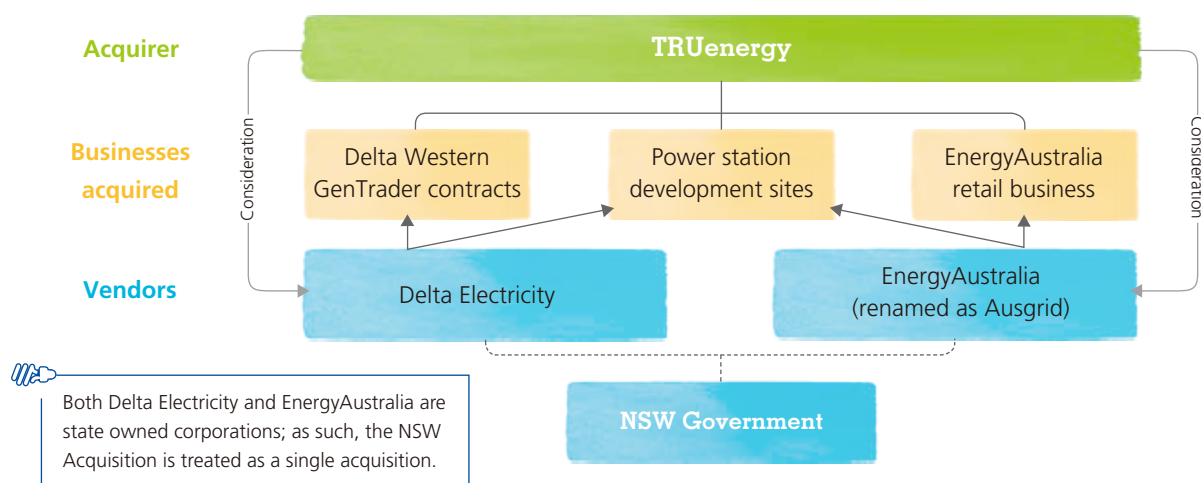 Acquirer
TRUenergy
Consideration
Consideration
Businesses
acquired
Delta Western
GenTrader contracts
Power station
development sites
EnergyAustralia
retail business
Vendors
Delta Electricity
EnergyAustralia
(renamed as Ausgrid)
NSW Government
Both Delta Electricity and EnergyAustralia are
state owned corporations; as such, the NSW
Acquisition is treated as a single acquisition.